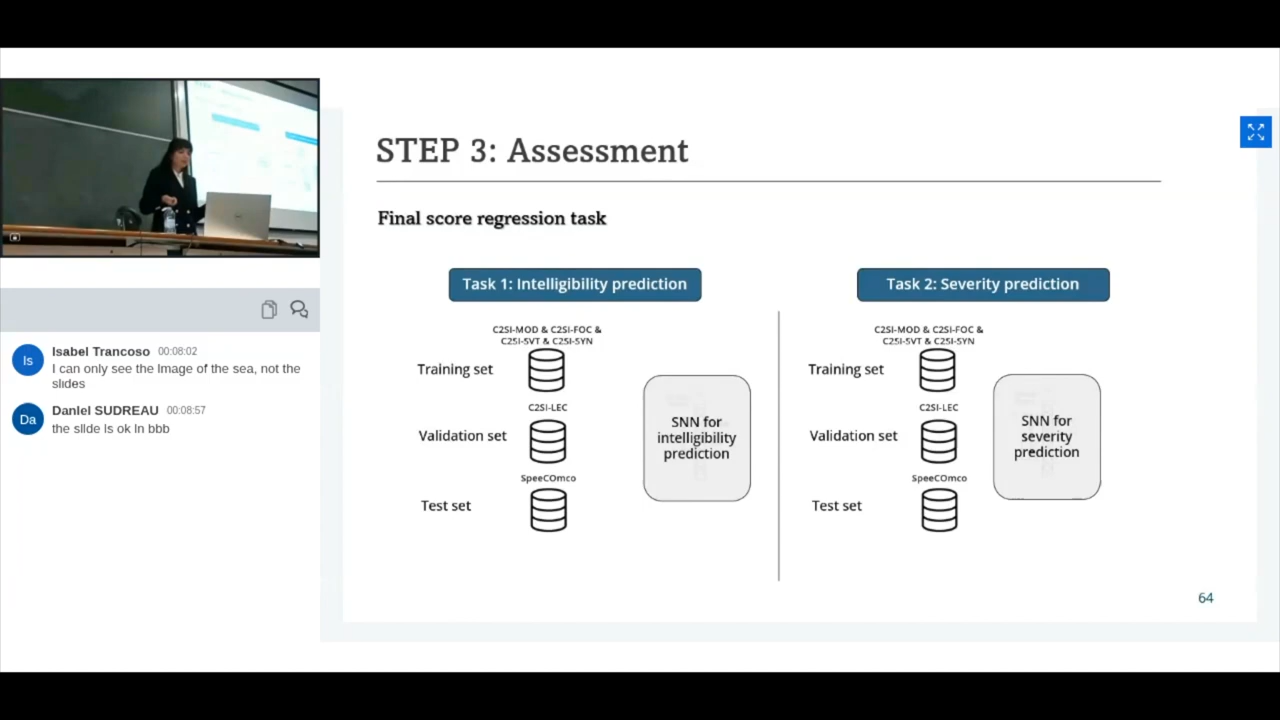 STEP 3: Assessment
Final score regression task
Task 1: Intelligibility prediction
C2SI-MOD & C2SI-FOC &
C2SI-SVT & C2SI-SYN
Training set
C2SI-LEC
Validation set
SpeeCOmco
Test set
SNN for
intelligibility
prediction
Task 2: Severity prediction
C2SI-MOD & C2SI-FOC &
C2SI-SVT & C2SI-SYN
Training set
C2SI-LEC
Validation set
SpeeCOmco
Test set
SNN for
severity
prediction
64
Is
Isabel Trancoso 00:08:02
I can only see the image of the sea, not the
slides
Da
Daniel SUDREAU 00:08:57
the slide is ok in bbb